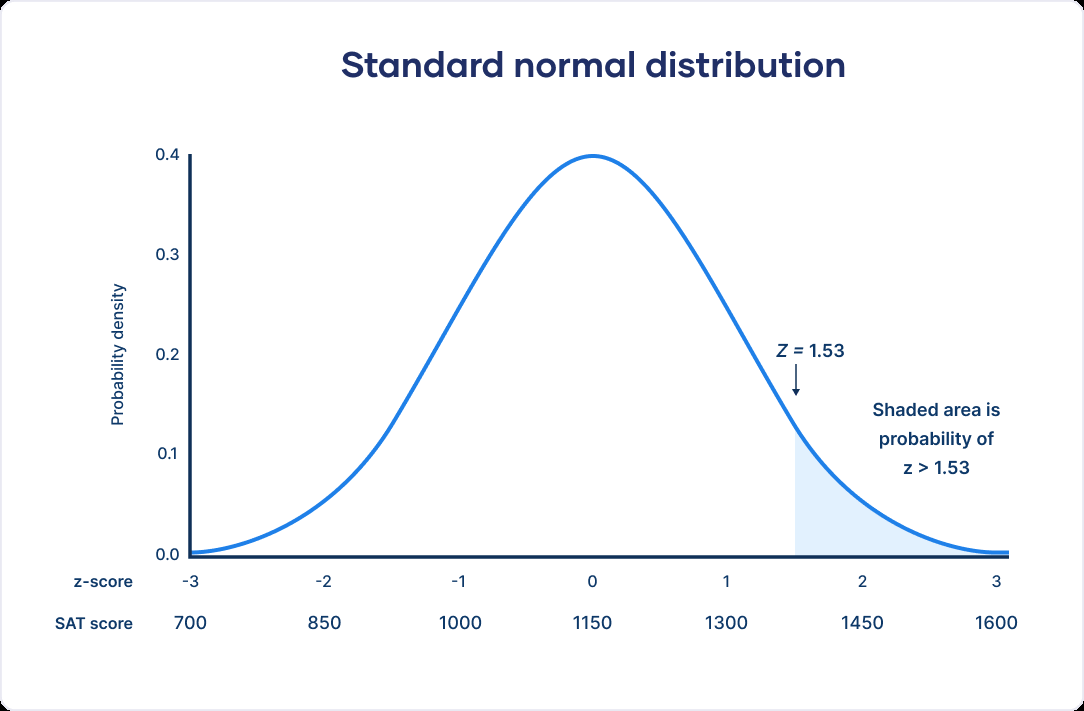 Standard normal distribution
0.4
0.3
0.2
0.1
0.0
Probability density
Z = 1.53
Shaded area is
probability of
z > 1.53
z-score -3 -2 -1 0 1 2 3
SAT score 700 850 1000 1150 1300 1450 1600